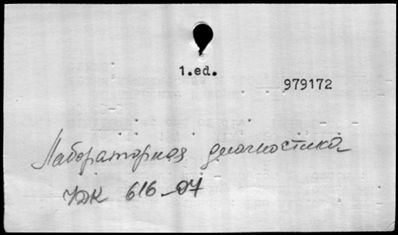 1.ed.
979172
Лабораторная диагностика
УДК 616-07